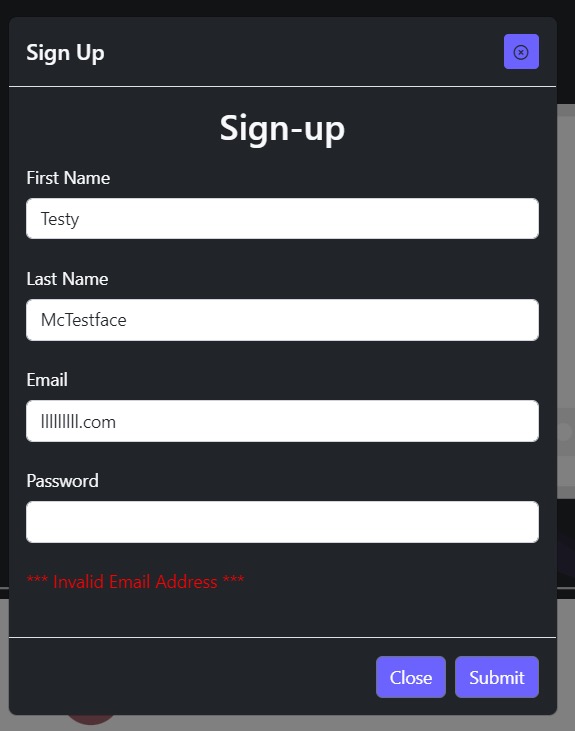 Sign Up
Sign-up
First Name
Testy
Last Name
McTestface
Email
lllllllll.com
Password
*** Invalid Email Address ***
Close Submit